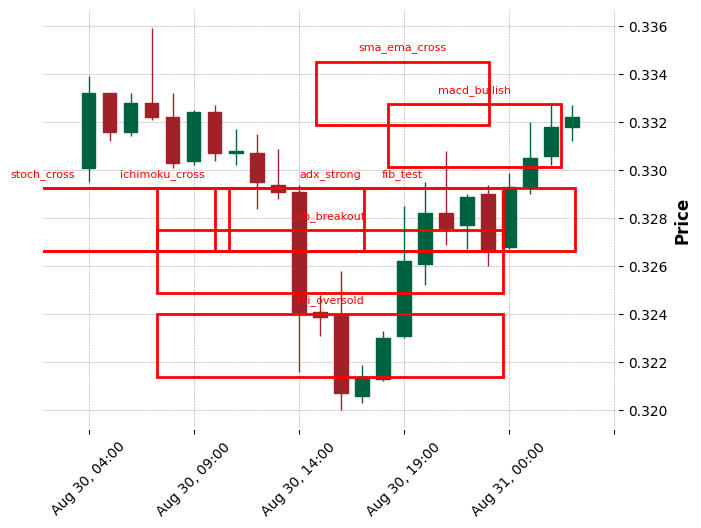 sma_ema_cross
macd_bullish
stoch_cross
ichimoku_cross
adx_strong
fib_test
_breakout
_oversold
0.336
0.334
0.332
0.330
0.328
0.326
0.324
0.322
0.320
Price
Aug 30, 04:00
Aug 30, 09:00
Aug 30, 14:00
Aug 30, 19:00
Aug 31, 00:00